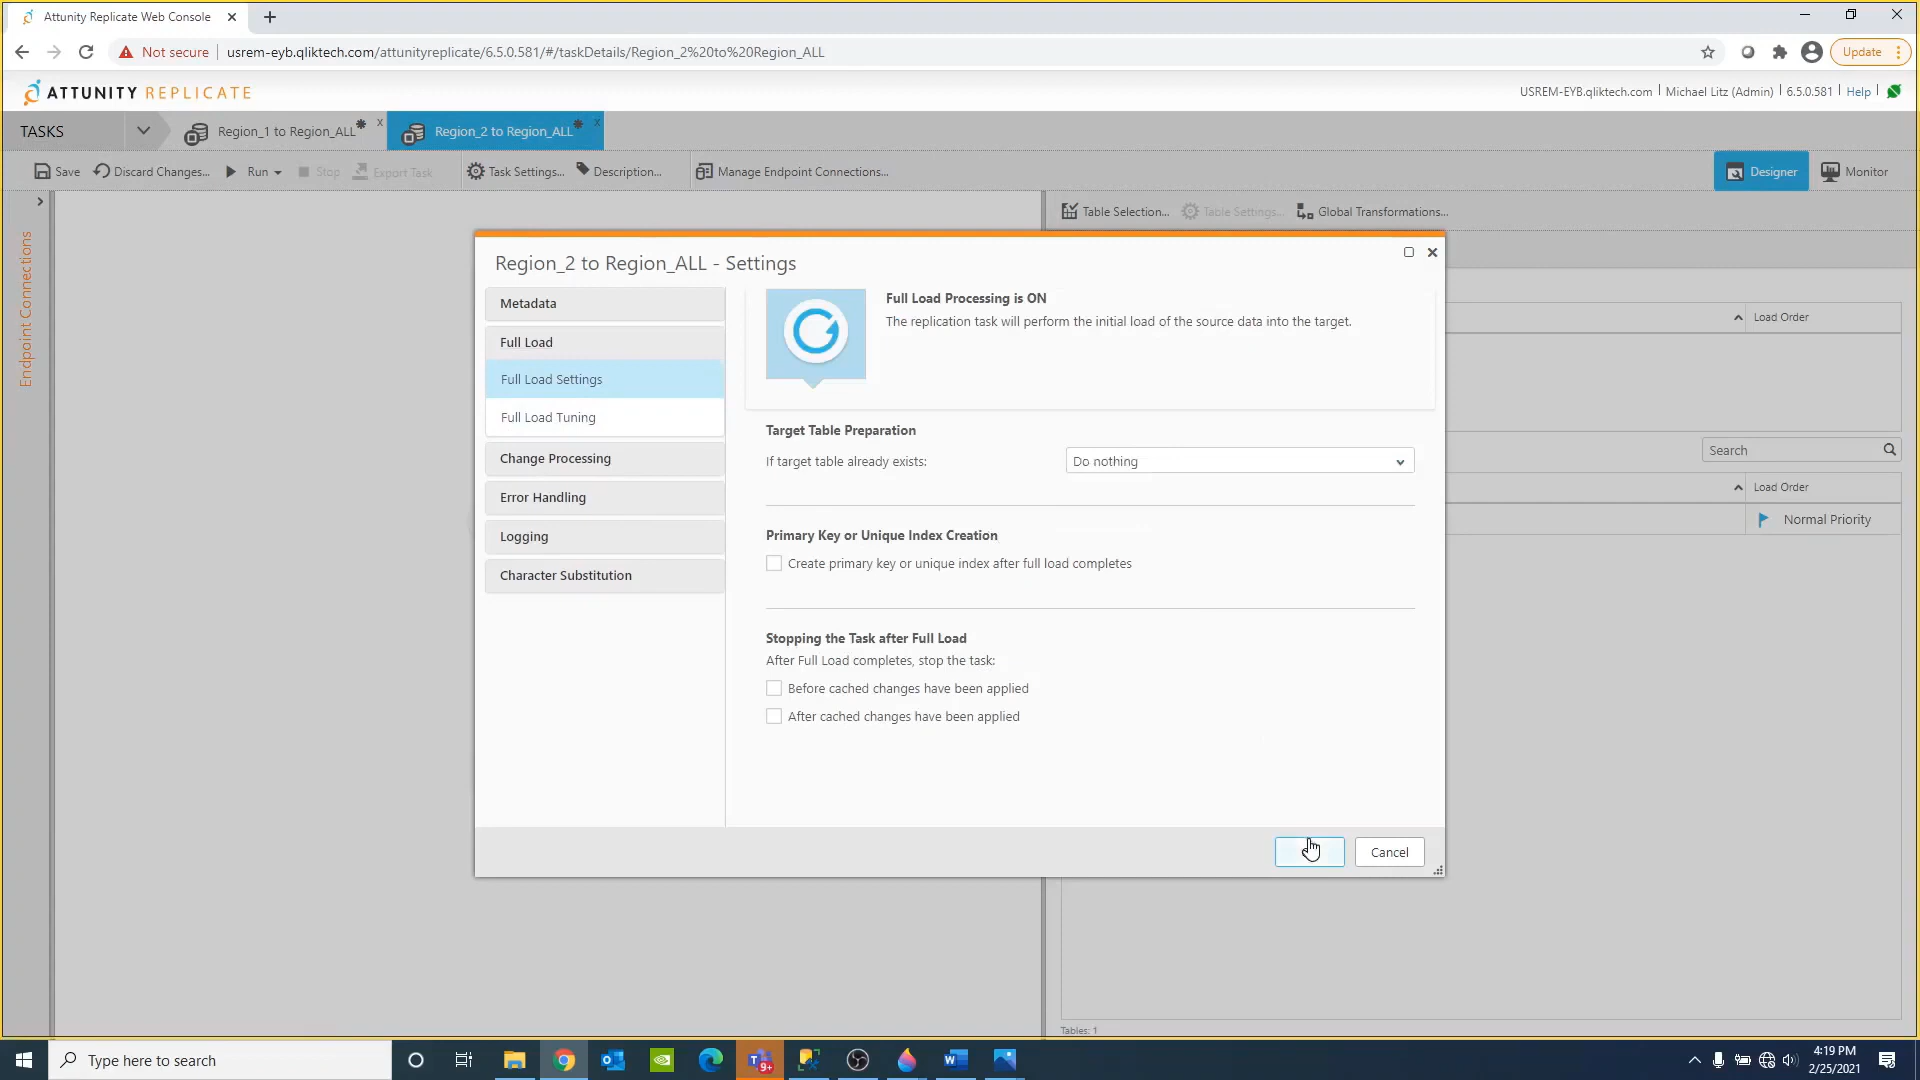 Attunity Replicate Web Console
Not secure usrem-eyb.qliktech.com/attunityreplicate/6.5.0.581/#/taskDetails/Region_2%20to%20Region_ALL Update
ATTUNITY REPLICATE
USREM-EYB.qliktech.com Michael Litz (Admin) 6.5.0.581 Help
TASKS Region_1 to Region_ALL* x Region_2 to Region_ALL* x
Save Discard Changes... Run Stop Export Task Task Settings... Description... Manage Endpoint Connections... Designer Monitor
Endpoint Connections
Table Selection... Table Settings... Global Transformations...
Region_2 to Region_ALL - Settings
Metadata
Full Load
Full Load Settings
Full Load Tuning
Change Processing
Error Handling
Logging
Character Substitution
Full Load Processing is ON
The replication task will perform the initial load of the source data into the target.
Target Table Preparation
If target table already exists: Do nothing
Primary Key or Unique Index Creation
Create primary key or unique index after full load completes
Stopping the Task after Full Load
After Full Load completes, stop the task:
Before cached changes have been applied
After cached changes have been applied
Cancel
Load Order
Search
Load Order
Normal Priority
Tables: 1
Type here to search
9+
4:19 PM
2/25/2021